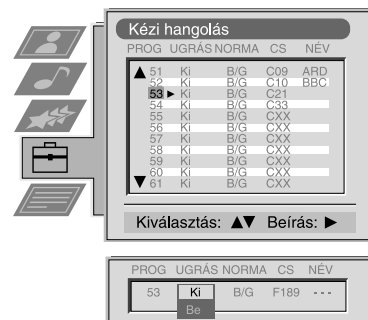 Kézi hangolás
PROG UGRÁS NORMA CS NÉV
▲ 51 Ki B/G C09 ARD
52 Ki B/G C10 BBC
53 ► Ki B/G C21
54 Ki B/G C33
55 Ki B/G CXX
56 Ki B/G CXX
57 Ki B/G CXX
58 Ki B/G CXX
59 Ki B/G CXX
60 Ki B/G CXX
▼ 61 Ki B/G CXX
Kiválasztás: ▲▼ Beírás: ►
PROG UGRÁS NORMA CS NÉV
53 Ki B/G F189 - - -
Be